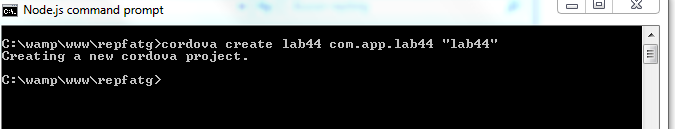 Node.js command prompt
C:\wamp\www\repfatg>cordova create lab44 com.app.lab44 "lab44"
Creating a new cordova project.
C:\wamp\www\repfatg>